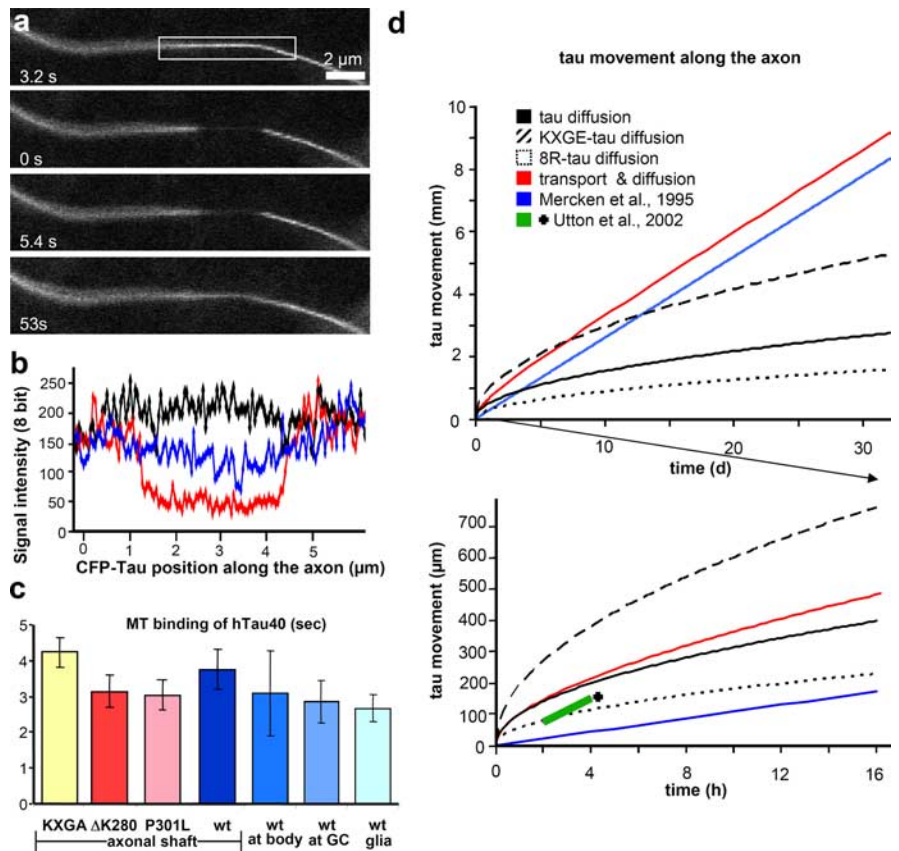 a
2 µm
3.2 s
0 s
5.4 s
53s
b
Signal intensity (8 bit)
250
200
150
100
50
0
0 1 2 3 4 5
CFP-Tau position along the axon (µm)
c
MT binding of hTau40 (sec)
5
4
3
2
1
0
KXGA ΔK280 P301L wt wt wt wt
axonal shaft at body at GC glia
d
tau movement along the axon
tau movement (mm)
10
8
6
4
2
0
tau diffusion
KXGE-tau diffusion
8R-tau diffusion
transport & diffusion
Mercken et al., 1995
Utton et al., 2002
0 10 20 30
time (d)
tau movement (µm)
700
600
500
400
300
200
100
0
0 4 8 12 16
time (h)